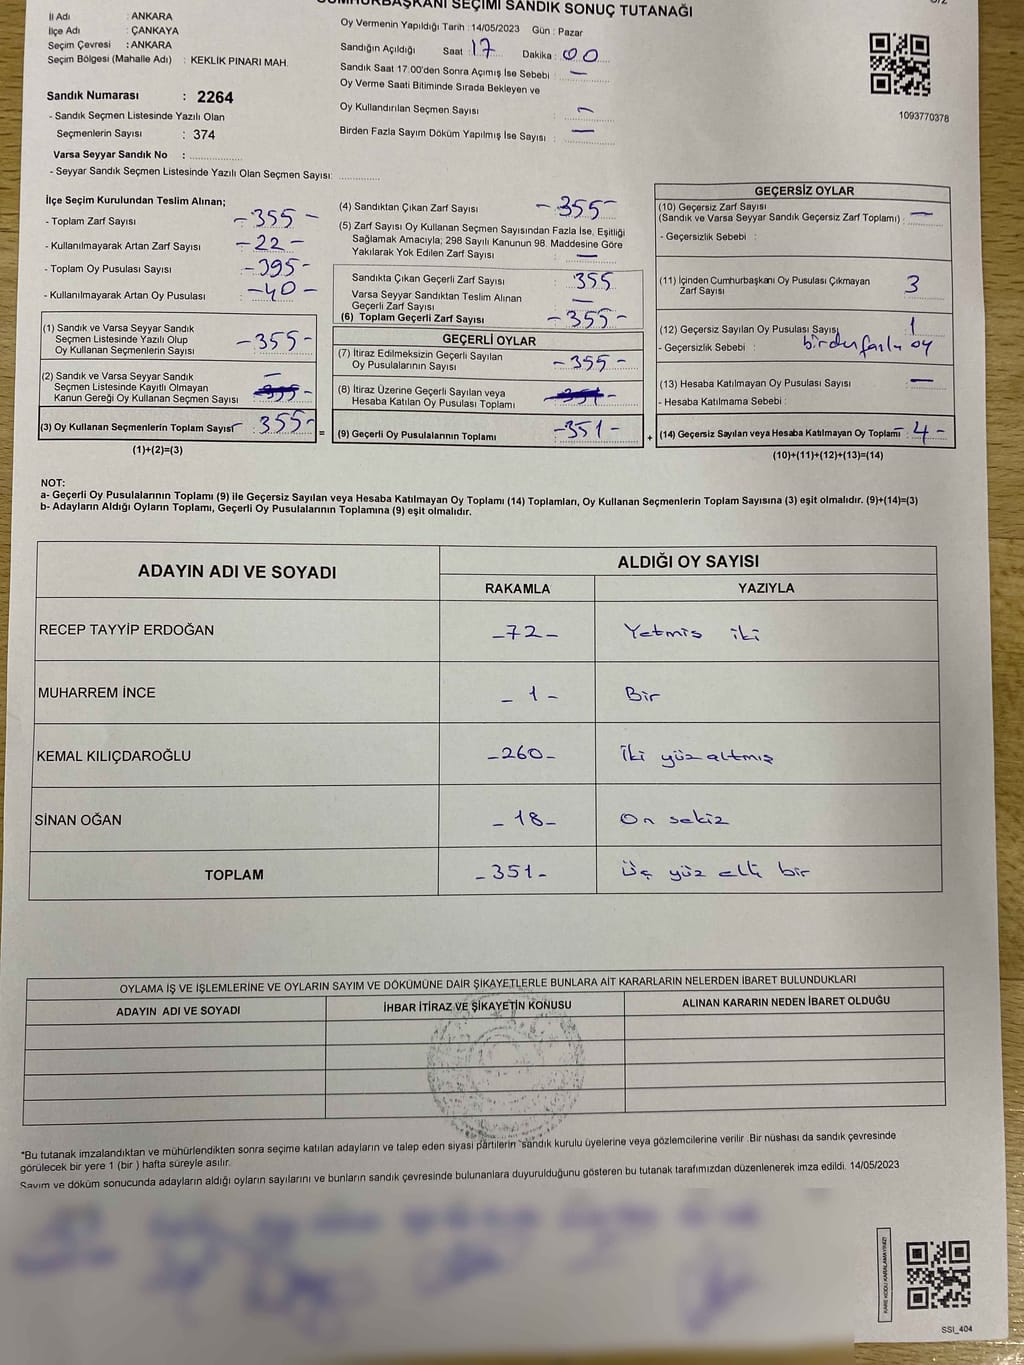 CUMHURBAŞKANI SEÇİMİ SANDIK SONUÇ TUTANAĞI
İl Adı : ANKARA
İlçe Adı : ÇANKAYA
Seçim Çevresi : ANKARA
Seçim Bölgesi (Mahalle Adı) : KEKLİK PINARI MAH.
Sandık Numarası : 2264
- Sandık Seçmen Listesinde Yazılı Olan
Seçmenlerin Sayısı : 374
Varsa Seyyar Sandık No :
- Seyyar Sandık Seçmen Listesinde Yazılı Olan Seçmen Sayısı:
Oy Vermenin Yapıldığı Tarih : 14/05/2023 Gün : Pazar
Sandığın Açıldığı Saat : 17 Dakika : 00
Sandık Saat 17:00'den Sonra Açımış İse Sebebi : —
Oy Verme Saati Bitiminde Sırada Bekleyen ve
Oy Kullandırılan Seçmen Sayısı : —
Birden Fazla Sayım Döküm Yapılmış İse Sayısı : —
1093770378
İlçe Seçim Kurulundan Teslim Alınan;
- Toplam Zarf Sayısı : -355-
- Kullanılmayarak Artan Zarf Sayısı : -22-
- Toplam Oy Pusulası Sayısı : -395-
- Kullanılmayarak Artan Oy Pusulası : -40-
(1) Sandık ve Varsa Seyyar Sandık
Seçmen Listesinde Yazılı Olup
Oy Kullanan Seçmenlerin Sayısı : -355-
(2) Sandık ve Varsa Seyyar Sandık
Seçmen Listesinde Kayıtlı Olmayan
Kanun Gereği Oy Kullanan Seçmen Sayısı : —
(3) Oy Kullanan Seçmenlerin Toplam Sayısı : 355-
(1)+(2)=(3)
(4) Sandıktan Çıkan Zarf Sayısı : -355-
(5) Zarf Sayısı Oy Kullanan Seçmen Sayısından Fazla İse, Eşitliği
Sağlamak Amacıyla; 298 Sayılı Kanunun 98. Maddesine Göre
Yakılarak Yok Edilen Zarf Sayısı : —
Sandıkta Çıkan Geçerli Zarf Sayısı : 355
Varsa Seyyar Sandıktan Teslim Alınan
Geçerli Zarf Sayısı : —
(6) Toplam Geçerli Zarf Sayısı : -355-
GEÇERLİ OYLAR
(7) İtiraz Edilmeksizin Geçerli Sayılan
Oy Pusulalarının Sayısı : -355-
(8) İtiraz Üzerine Geçerli Sayılan veya
Hesaba Katılan Oy Pusulası Toplamı :
= (9) Geçerli Oy Pusulalarının Toplamı -351- +
GEÇERSİZ OYLAR
(10) Geçersiz Zarf Sayısı
(Sandık ve Varsa Seyyar Sandık Geçersiz Zarf Toplamı) : —
- Geçersizlik Sebebi :
(11) İçinden Cumhurbaşkanı Oy Pusulası Çıkmayan
Zarf Sayısı 3
(12) Geçersiz Sayılan Oy Pusulası Sayısı 1
- Geçersizlik Sebebi : birden fazla oy
(13) Hesaba Katılmayan Oy Pusulası Sayısı —
- Hesaba Katılmama Sebebi :
(14) Geçersiz Sayılan veya Hesaba Katılmayan Oy Toplamı : -4-
(10)+(11)+(12)+(13)=(14)
NOT:
a- Geçerli Oy Pusulalarının Toplamı (9) ile Geçersiz Sayılan veya Hesaba Katılmayan Oy Toplamı (14) Toplamları, Oy Kullanan Seçmenlerin Toplam Sayısına (3) eşit olmalıdır. (9)+(14)=(3)
b- Adayların Aldığı Oyların Toplamı, Geçerli Oy Pusulalarının Toplamına (9) eşit olmalıdır.
ADAYIN ADI VE SOYADI ALDIĞI OY SAYISI
RAKAMLA YAZIYLA
RECEP TAYYİP ERDOĞAN -72- Yetmiş iki
MUHARREM İNCE -1- Bir
KEMAL KILIÇDAROĞLU -260- İki yüz altmış
SİNAN OĞAN -18- On sekiz
TOPLAM -351- Üç yüz elli bir
OYLAMA İŞ VE İŞLEMLERİNE VE OYLARIN SAYIM VE DÖKÜMÜNE DAİR ŞİKAYETLERLE BUNLARA AİT KARARLARIN NELERDEN İBARET BULUNDUKLARI
ADAYIN ADI VE SOYADI İHBAR İTİRAZ VE ŞİKAYETİN KONUSU ALINAN KARARIN NEDEN İBARET OLDUĞU
*Bu tutanak imzalandıktan ve mühürlendikten sonra seçime katılan adayların ve talep eden siyasi partilerin sandık kurulu üyelerine veya gözlemcilerine verilir .Bir nüshası da sandık çevresinde
görülecek bir yere 1 (bir ) hafta süreyle asılır.
Sayım ve döküm sonucunda adayların aldığı oyların sayılarını ve bunların sandık çevresinde bulunanlara duyurulduğunu gösteren bu tutanak tarafımızdan düzenlenerek imza edildi. 14/05/2023
KARE KODU KARALAMAYINIZ!
SSI_404